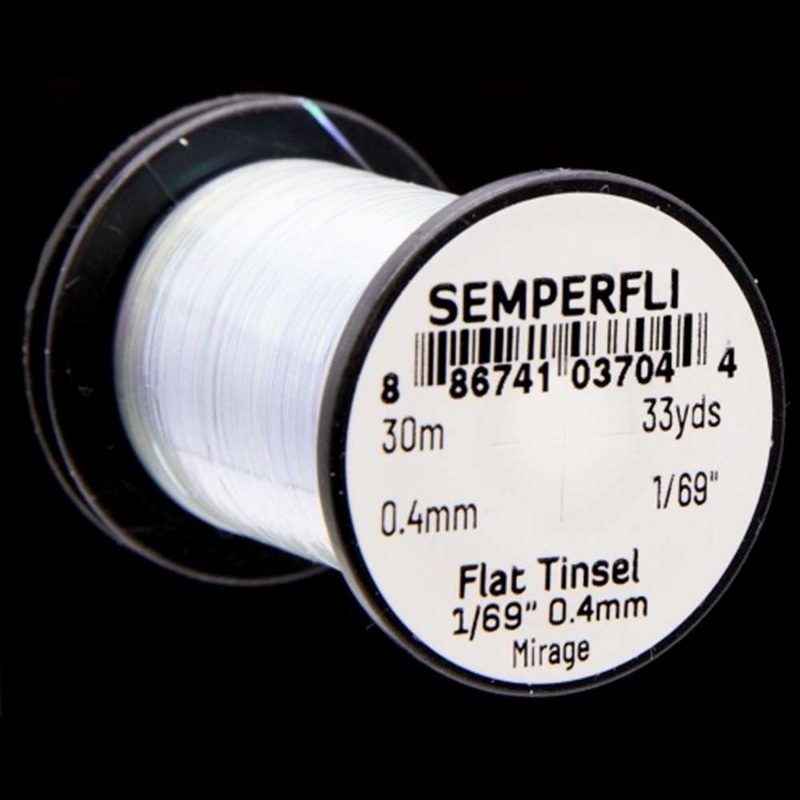 SEMPERFLI
8 86741 03704 4
30m 33yds
0.4mm 1/69"
Flat Tinsel
1/69" 0.4mm
Mirage